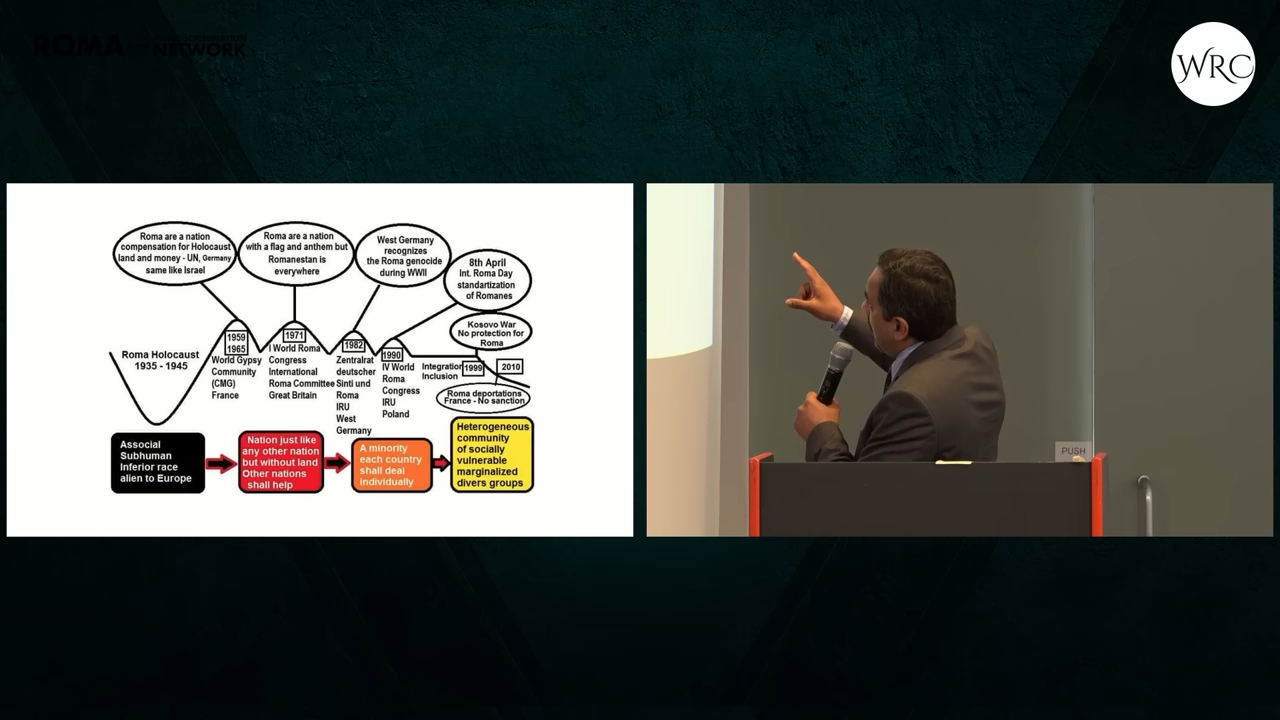 ROMA
NETWORK
WRC
Roma are a nation
compensation for Holocaust
land and money - UN, Germany
same like Israel
Roma are a nation
with a flag and anthem but
Romanestan is
everywhere
West Germany
recognizes
the Roma genocide
during WWII
8th April
Int. Roma Day
standartization
of Romanes
Kosovo War
No protection for
Roma
Roma Holocaust
1935 - 1945
1959
1965
World Gypsy
Community
(CMG)
France
1971
I World Roma
Congress
International
Roma Committee
Great Britain
1982
Zentralrat
deutscher
Sinti und
Roma
IRU
West
Germany
1990
IV World
Roma
Congress
IRU
Poland
Integration
Inclusion
1999
2010
Roma deportations
France - No sanction
Associal
Subhuman
Inferior race
alien to Europe
Nation just like
any other nation
but without land
Other nations
shall help
A minority
each country
shall deal
individually
Heterogeneous
community
of socially
vulnerable
marginalized
divers groups
PUSH